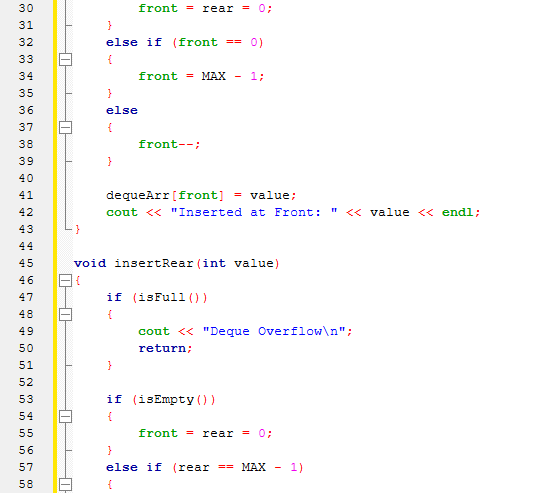 30 front = rear = 0;
31 }
32 else if (front == 0)
33 {
34 front = MAX - 1;
35 }
36 else
37 {
38 front--;
39 }
40
41 dequeArr[front] = value;
42 cout << "Inserted at Front: " << value << endl;
43 }
44
45 void insertRear(int value)
46 {
47 if (isFull())
48 {
49 cout << "Deque Overflow\n";
50 return;
51 }
52
53 if (isEmpty())
54 {
55 front = rear = 0;
56 }
57 else if (rear == MAX - 1)
58 {